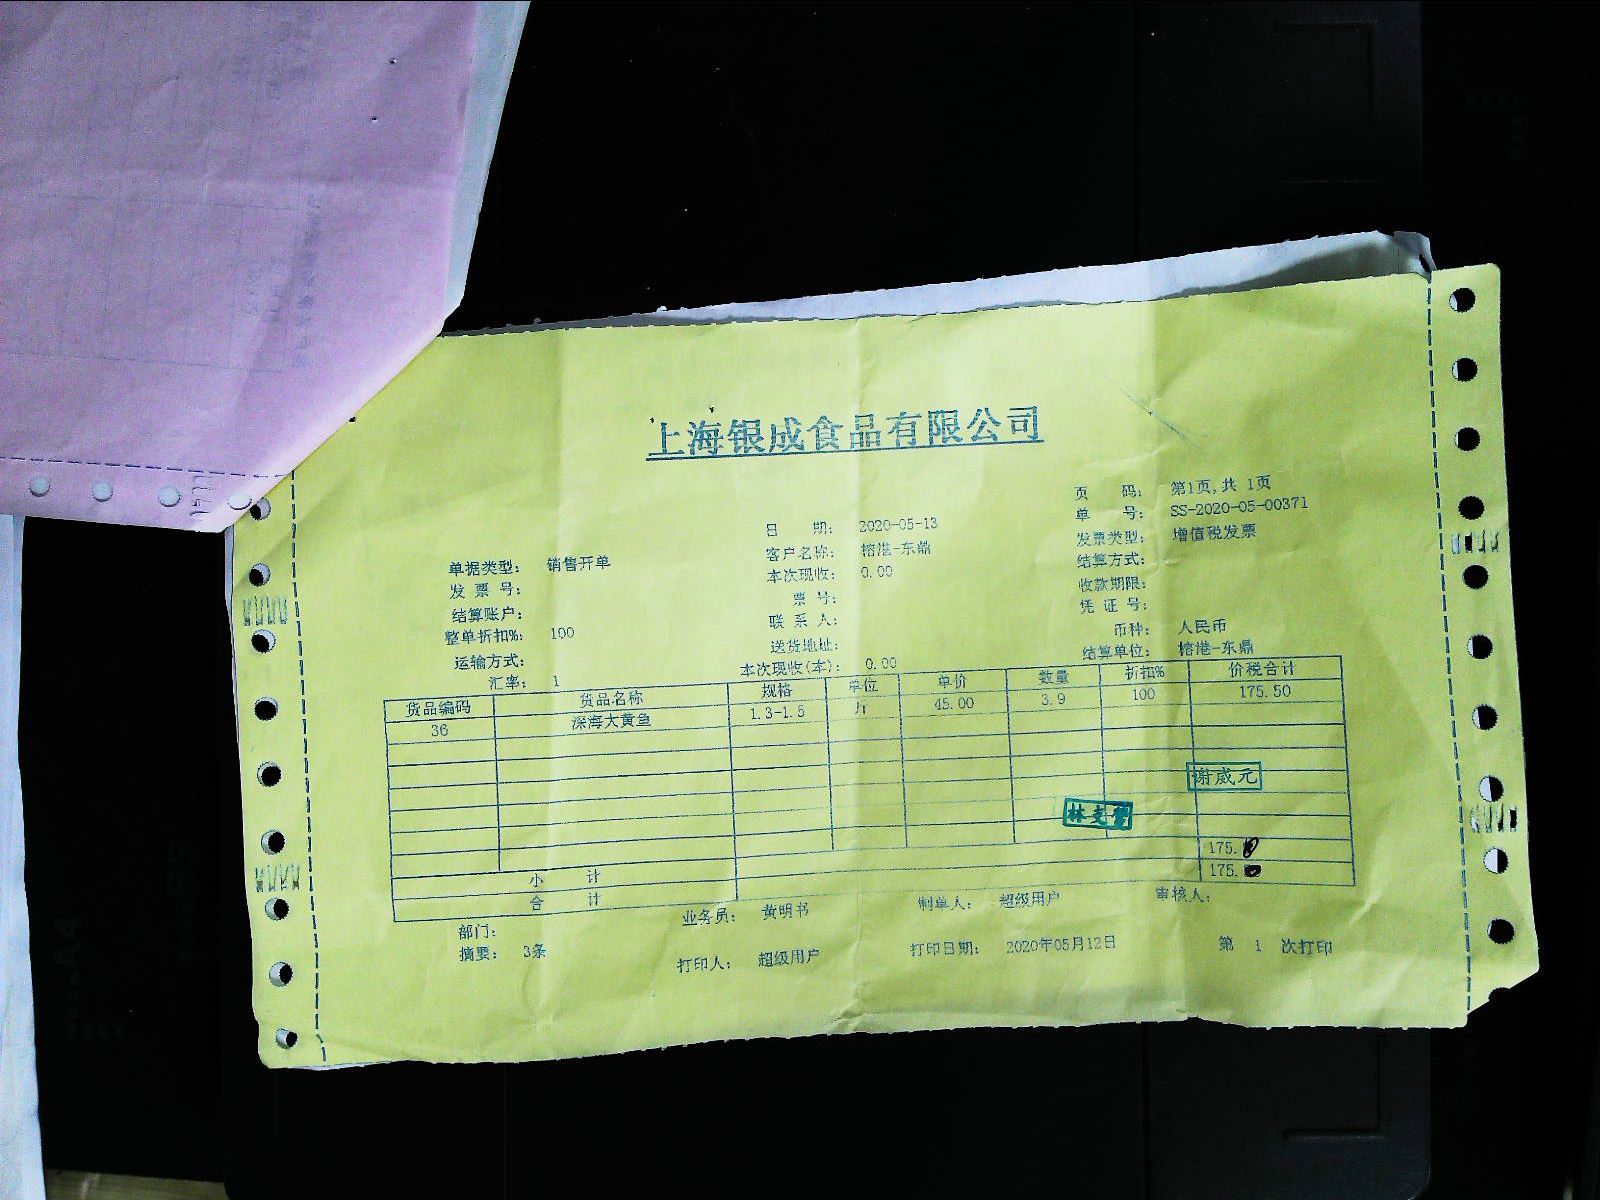 上海银成食品有限公司
页 码： 第1页,共 1页
日 期： 2020-05-13 单 号： SS-2020-05-00371
单据类型： 销售开单 客户名称： 榕港-东鼎 发票类型： 增值税发票
发 票 号： 本次现收： 0.00 结算方式：
结算账户： 票 号： 收款期限：
整单折扣%： 100 联 系 人： 凭 证 号：
运输方式： 送货地址： 币种： 人民币
汇率： 1 本次现收(本)： 0.00 结算单位： 榕港-东鼎
货品编码 货品名称 规格 单位 单价 数量 折扣% 价税合计
36 深海大黄鱼 1.3-1.5 斤 45.00 3.9 100 175.50
谢威元
小 计 175.
合 计 175.
部门： 业务员： 黄明书 制单人： 超级用户 审核人：
摘要： 3条 打印人： 超级用户 打印日期： 2020年05月12日 第 1 次打印